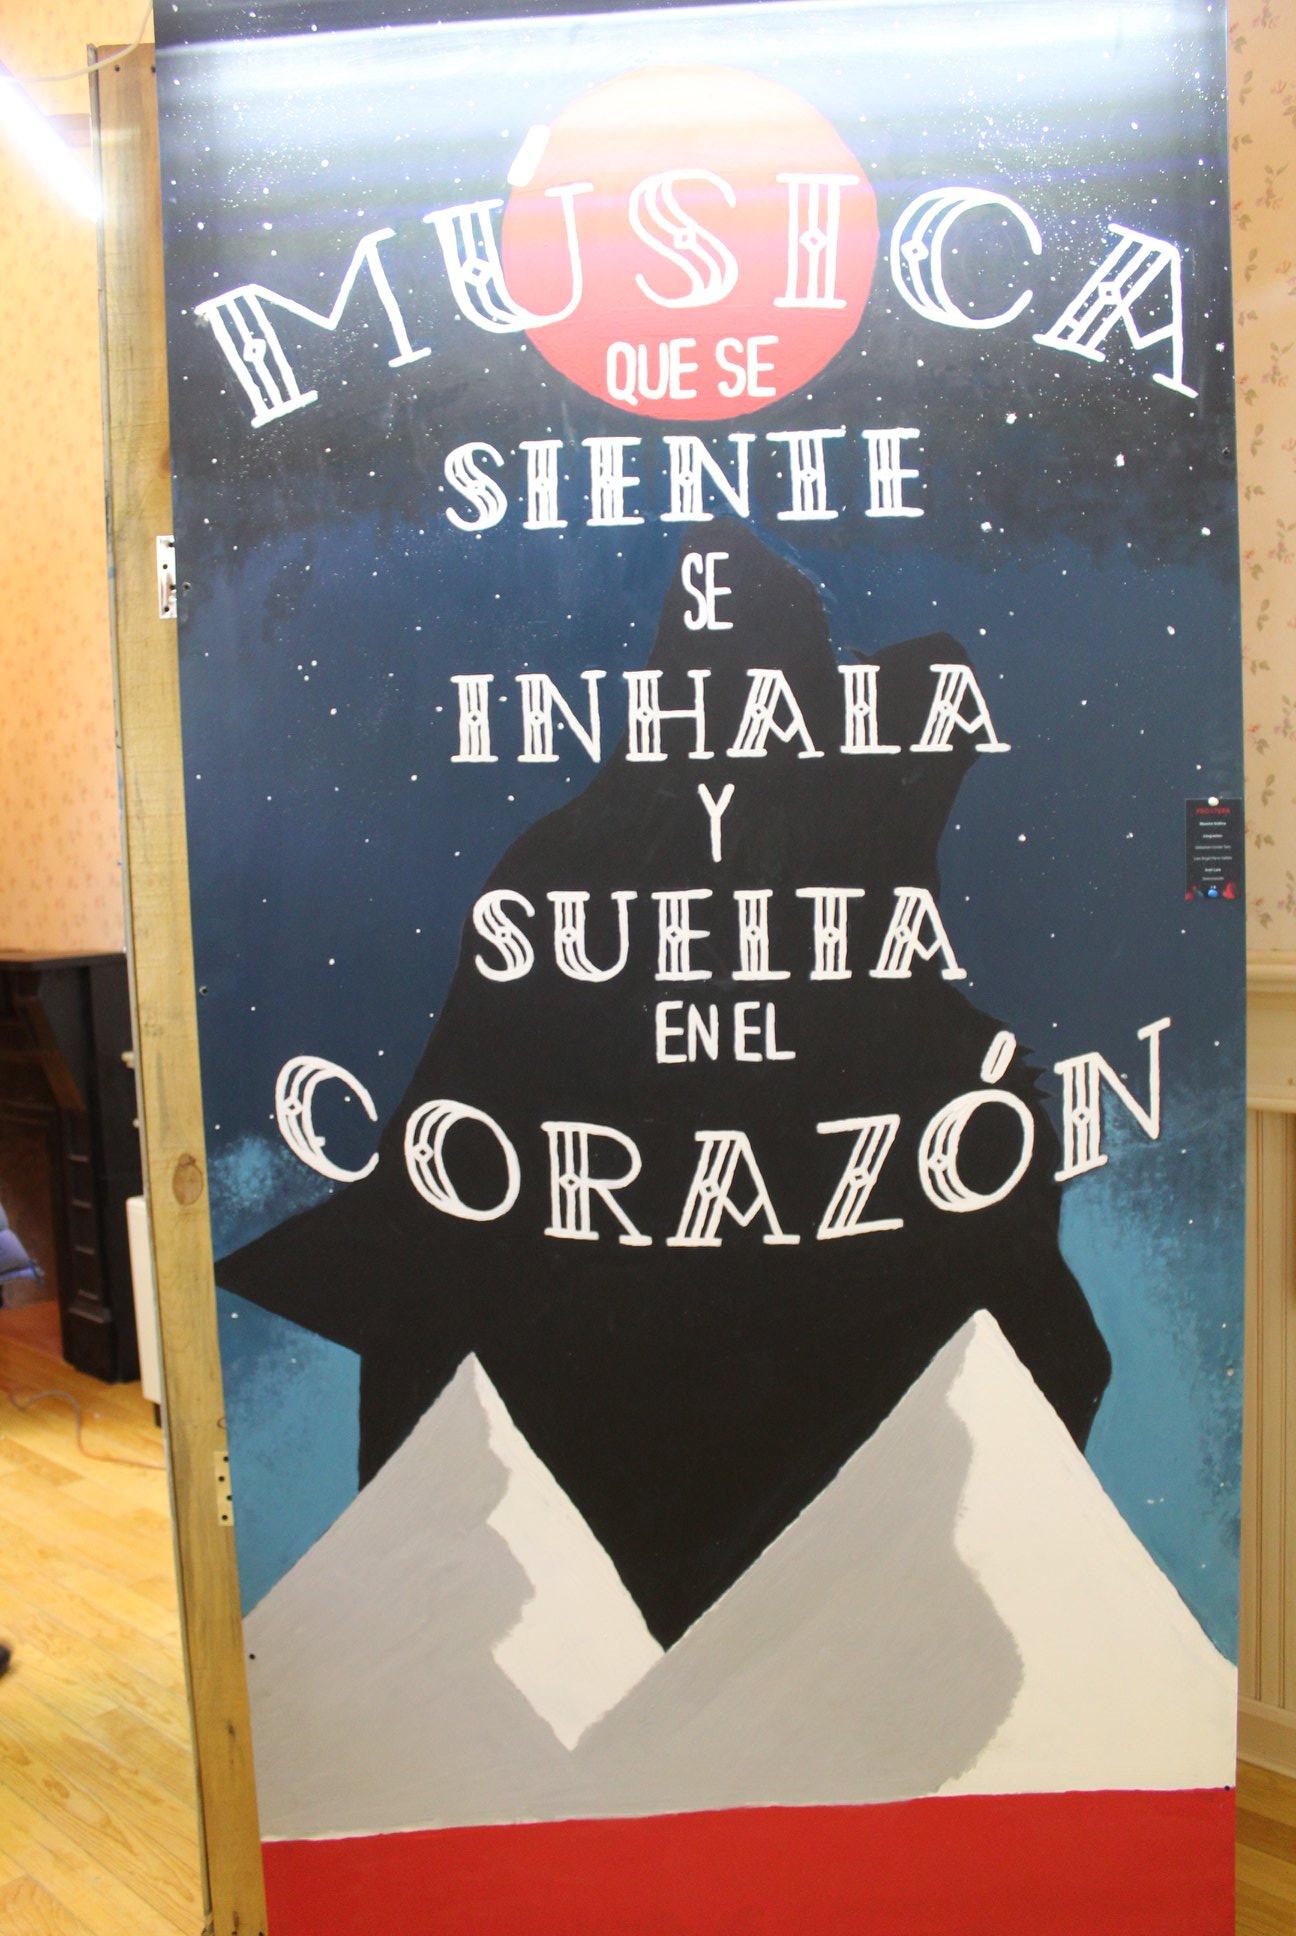 MÚSICA
QUE SE
SIENTE
SE
INHALA
Y
SUELTA
EN EL
CORAZÓN